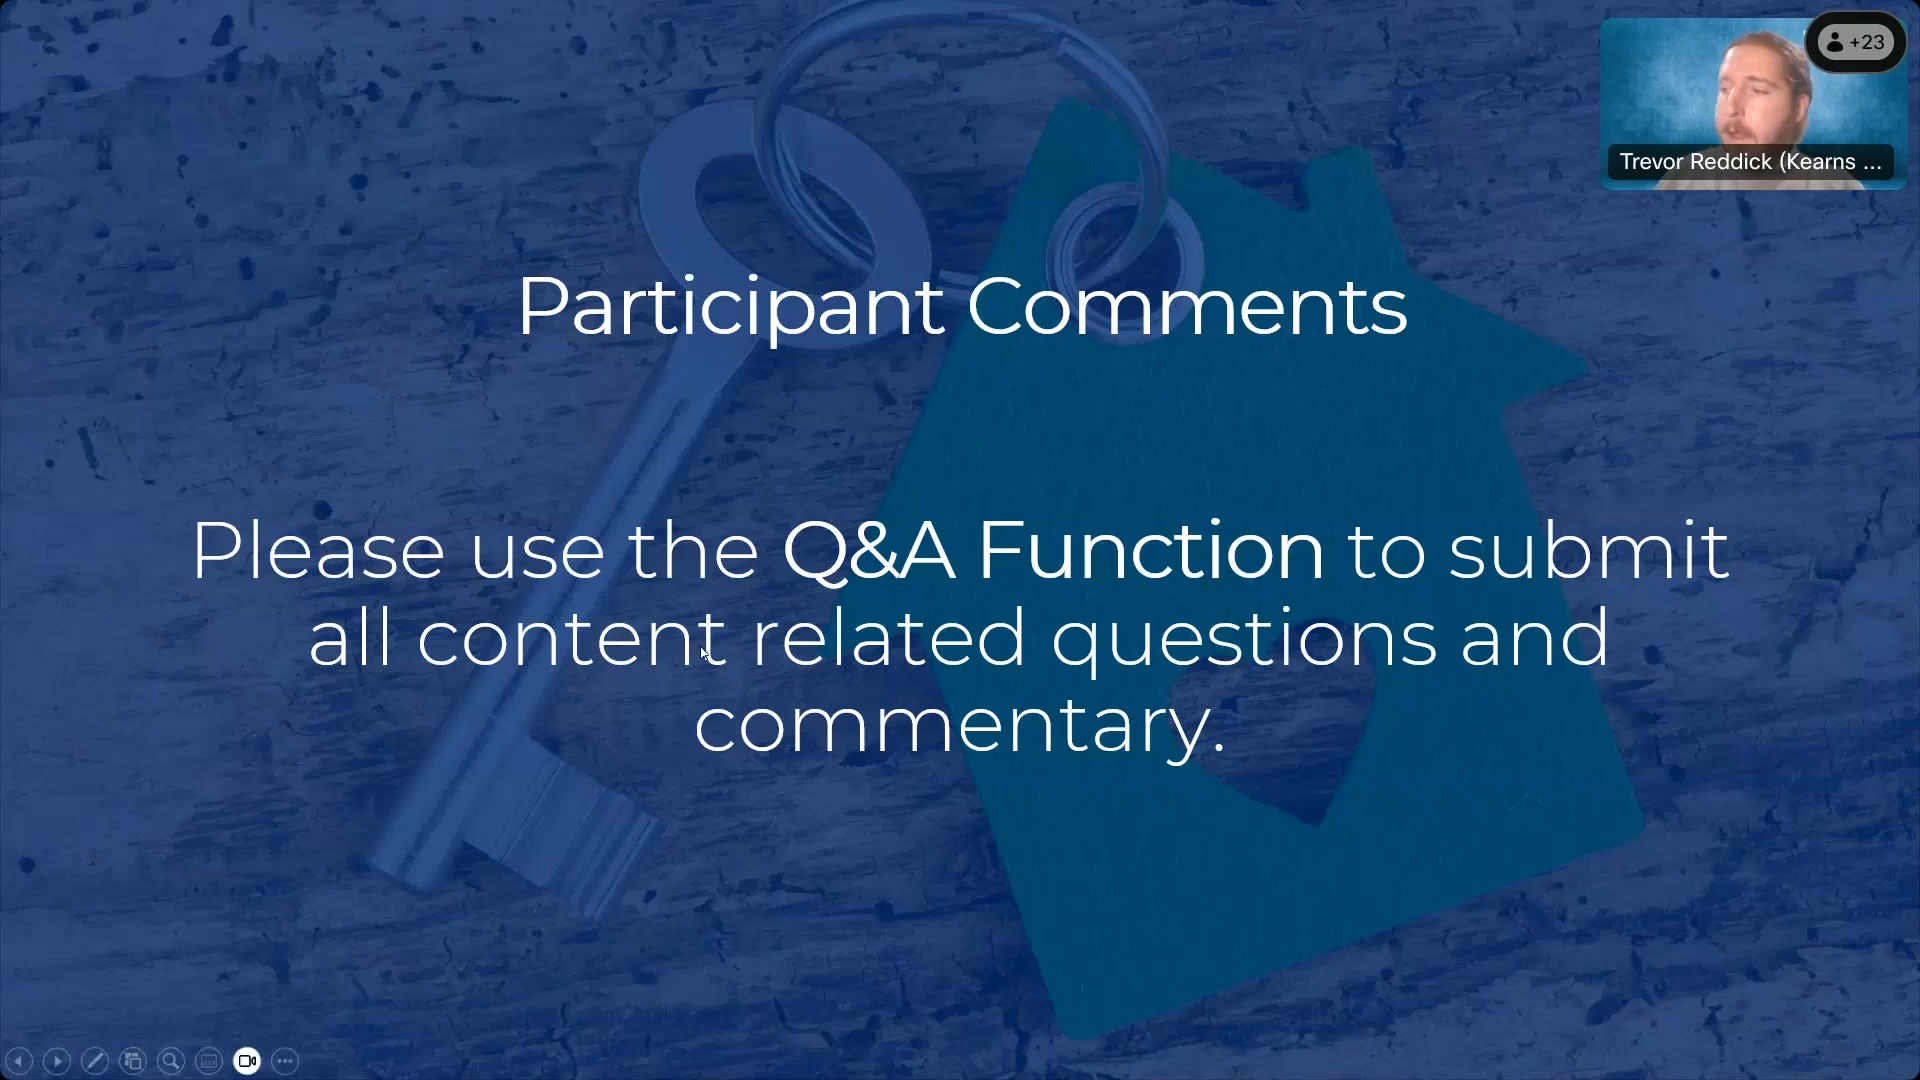 +23
Trevor Reddick (Kearns ...
Participant Comments
Please use the Q&A Function to submit
all content related questions and
commentary.